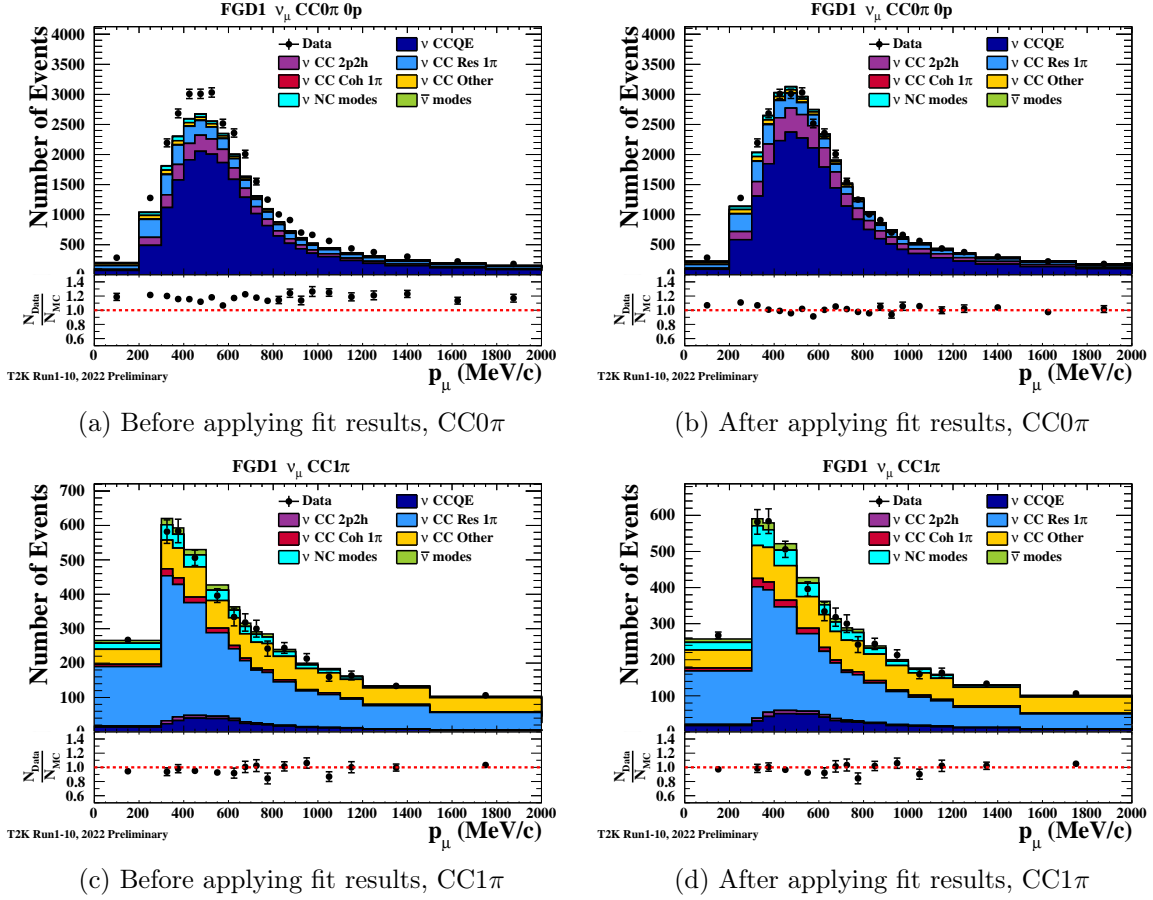 FGD1 νμ CC0π 0p
Number of Events
4000
3500
3000
2500
2000
1500
1000
500
0
Data
ν CCQE
ν CC 2p2h
ν CC Res 1π
ν CC Coh 1π
ν CC Other
ν NC modes
ν̅ modes
N_Data / N_MC
1.4
1.2
1.0
0.8
0.6
0 200 400 600 800 1000 1200 1400 1600 1800 2000
T2K Run1-10, 2022 Preliminary
pμ (MeV/c)
(a) Before applying fit results, CC0π
FGD1 νμ CC0π 0p
Number of Events
4000
3500
3000
2500
2000
1500
1000
500
0
Data
ν CCQE
ν CC 2p2h
ν CC Res 1π
ν CC Coh 1π
ν CC Other
ν NC modes
ν̅ modes
N_Data / N_MC
1.4
1.2
1.0
0.8
0.6
0 200 400 600 800 1000 1200 1400 1600 1800 2000
T2K Run1-10, 2022 Preliminary
pμ (MeV/c)
(b) After applying fit results, CC0π
FGD1 νμ CC1π
Number of Events
700
600
500
400
300
200
100
0
Data
ν CCQE
ν CC 2p2h
ν CC Res 1π
ν CC Coh 1π
ν CC Other
ν NC modes
ν̅ modes
N_Data / N_MC
1.4
1.2
1.0
0.8
0.6
0 200 400 600 800 1000 1200 1400 1600 1800 2000
T2K Run1-10, 2022 Preliminary
pμ (MeV/c)
(c) Before applying fit results, CC1π
FGD1 νμ CC1π
Number of Events
600
500
400
300
200
100
0
Data
ν CCQE
ν CC 2p2h
ν CC Res 1π
ν CC Coh 1π
ν CC Other
ν NC modes
ν̅ modes
N_Data / N_MC
1.4
1.2
1.0
0.8
0.6
0 200 400 600 800 1000 1200 1400 1600 1800 2000
T2K Run1-10, 2022 Preliminary
pμ (MeV/c)
(d) After applying fit results, CC1π